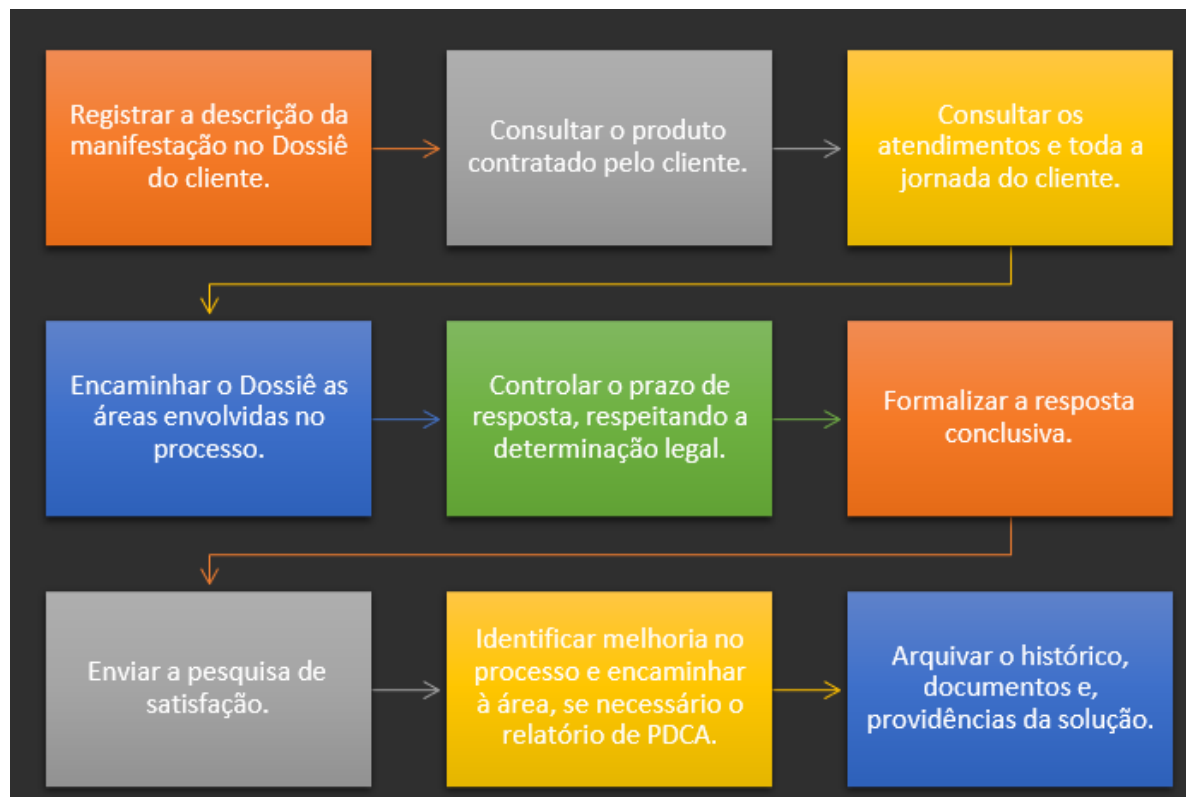 Registrar a descrição da
manifestação no Dossiê
do cliente.
Consultar o produto
contratado pelo cliente.
Consultar os
atendimentos e toda a
jornada do cliente.
Encaminhar o Dossiê as
áreas envolvidas no
processo.
Controlar o prazo de
resposta, respeitando a
determinação legal.
Formalizar a resposta
conclusiva.
Enviar a pesquisa de
satisfação.
Identificar melhoria no
processo e encaminhar
à área, se necessário o
relatório de PDCA.
Arquivar o histórico,
documentos e,
providências da solução.